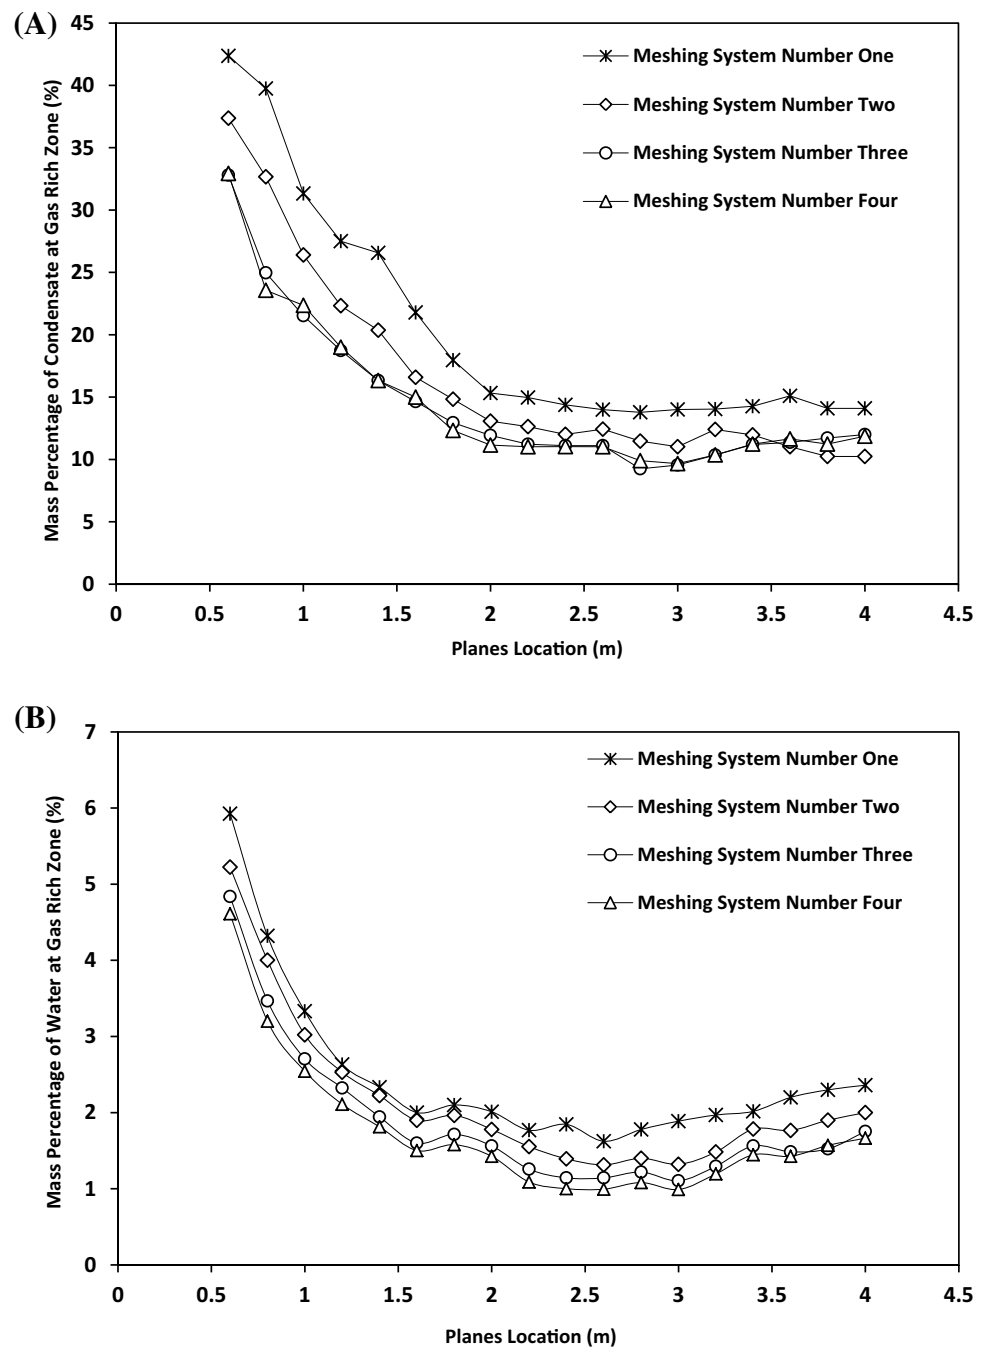 (A)
Mass Percentage of Condensate at Gas Rich Zone (%)
45
40
35
30
25
20
15
10
5
0
Meshing System Number One
Meshing System Number Two
Meshing System Number Three
Meshing System Number Four
0 0.5 1 1.5 2 2.5 3 3.5 4 4.5
Planes Location (m)
(B)
Mass Percentage of Water at Gas Rich Zone (%)
7
6
5
4
3
2
1
0
Meshing System Number One
Meshing System Number Two
Meshing System Number Three
Meshing System Number Four
0 0.5 1 1.5 2 2.5 3 3.5 4 4.5
Planes Location (m)